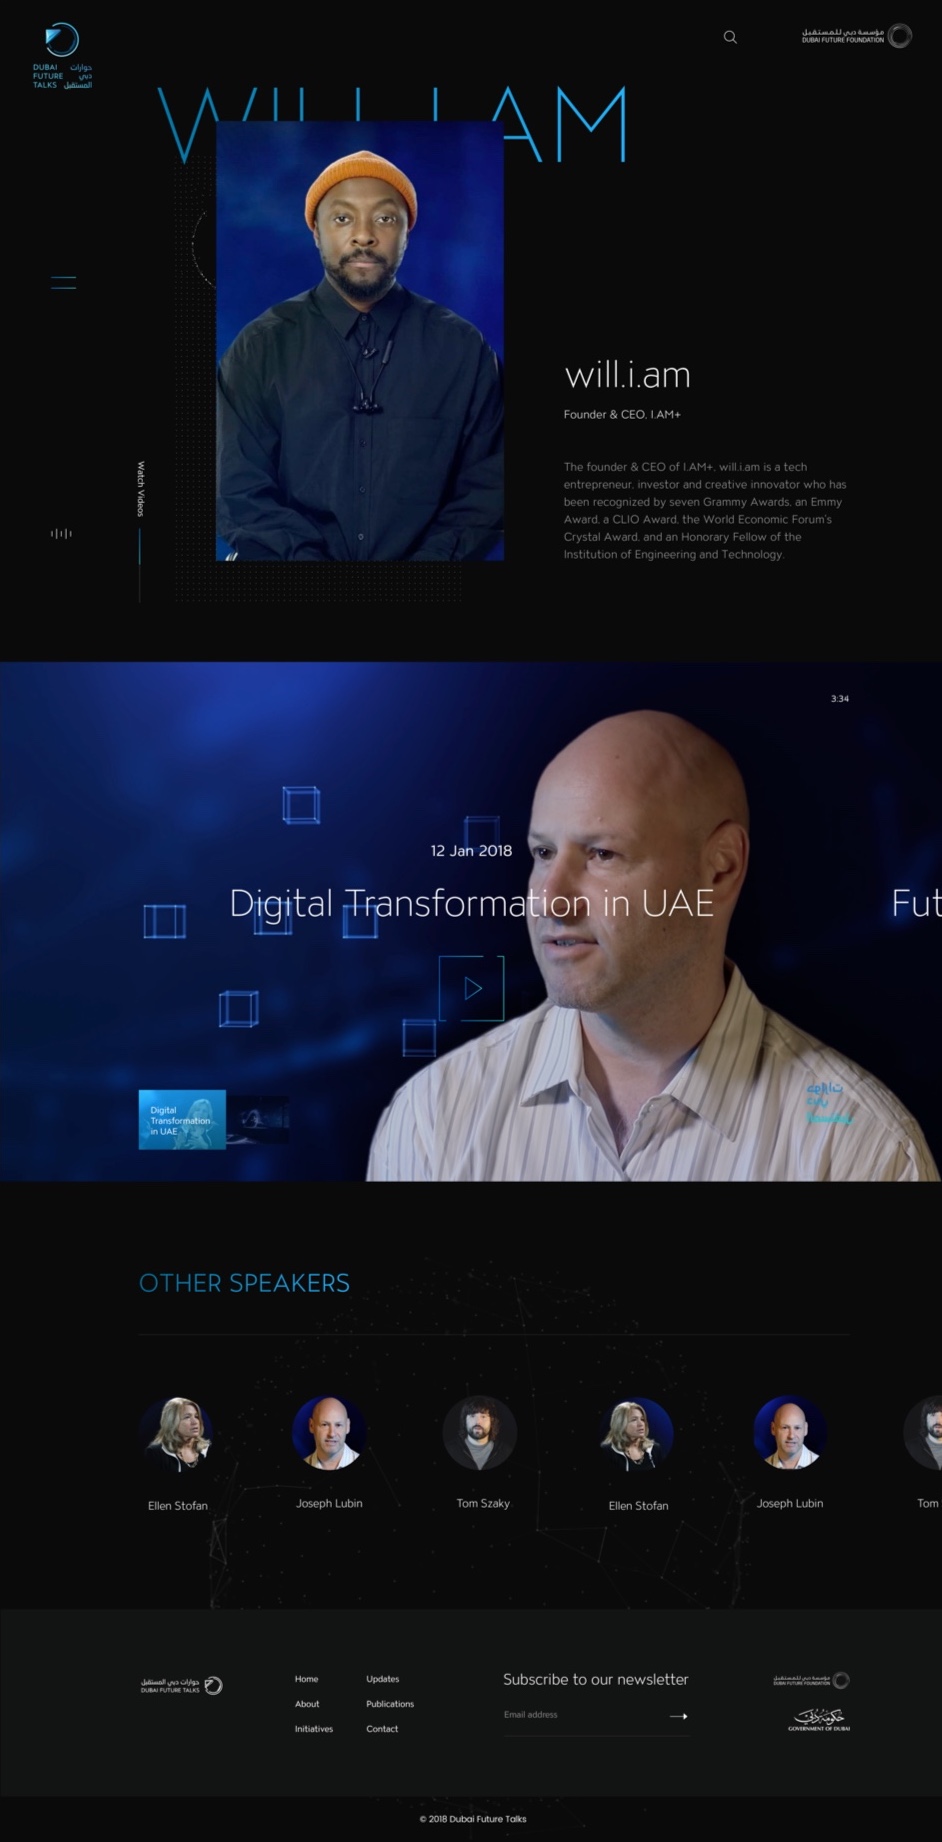 DUBAI
FUTURE
TALKS
حوارات
دبي
المستقبل
مؤسسة دبي للمستقبل
DUBAI FUTURE FOUNDATION
WILL.I.AM
will.i.am
Founder & CEO, I.AM+
The founder & CEO of I.AM+, will.i.am is a tech
entrepreneur, investor and creative innovator who has
been recognized by seven Grammy Awards, an Emmy
Award, a CLIO Award, the World Economic Forum's
Crystal Award, and an Honorary Fellow of the
Institution of Engineering and Technology.
Watch Videos
3:34
12 Jan 2018
Digital Transformation in UAE
Fut
Digital
Transformation
in UAE
OTHER SPEAKERS
Ellen Stofan
Joseph Lubin
Tom Szaky
Ellen Stofan
Joseph Lubin
Tom
حوارات دبي المستقبل
DUBAI FUTURE TALKS
Home
About
Initiatives
Updates
Publications
Contact
Subscribe to our newsletter
Email address
مؤسسة دبي للمستقبل
DUBAI FUTURE FOUNDATION
حكومة دبي
GOVERNMENT OF DUBAI
© 2018 Dubai Future Talks